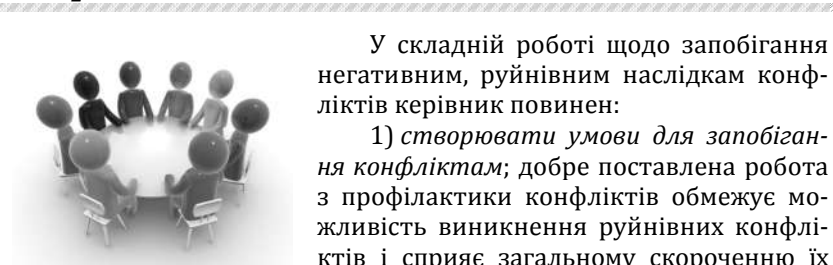 У складній роботі щодо запобігання
негативним, руйнівним наслідкам конф-
ліктів керівник повинен:
1) створювати умови для запобіган-
ня конфліктам; добре поставлена робота
з профілактики конфліктів обмежує мо-
жливість виникнення руйнівних конфлі-
ктів і сприяє загальному скороченню їх